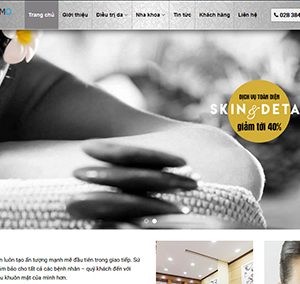 MO
Trang chủ Giới thiệu Điều trị da Nha khoa Tin tức Khách hàng Liên hệ
028 384
DỊCH VỤ TOÀN DIỆN
SKIN & DETA
giảm tới 40%
n luôn tạo ấn tượng mạnh mẽ đầu tiên trong giao tiếp. Sứ
ảm bảo cho tất cả các bệnh nhân – quý khách đến với
ều khuôn mặt của mình hơn.